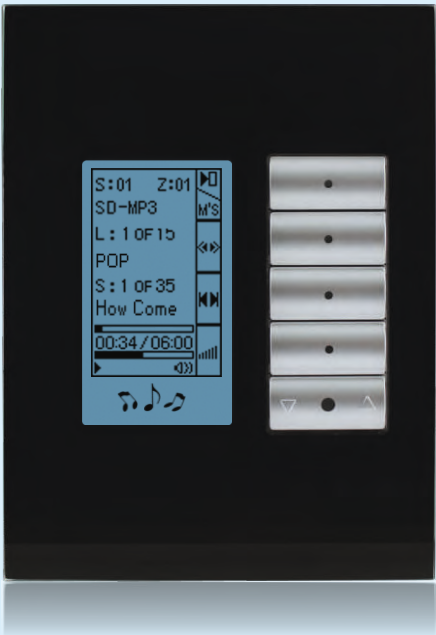 S:01 Z:01
SD-MP3
M'S
L:1 OF 15
POP
S:1 OF 35
How Come
00:34/06:00